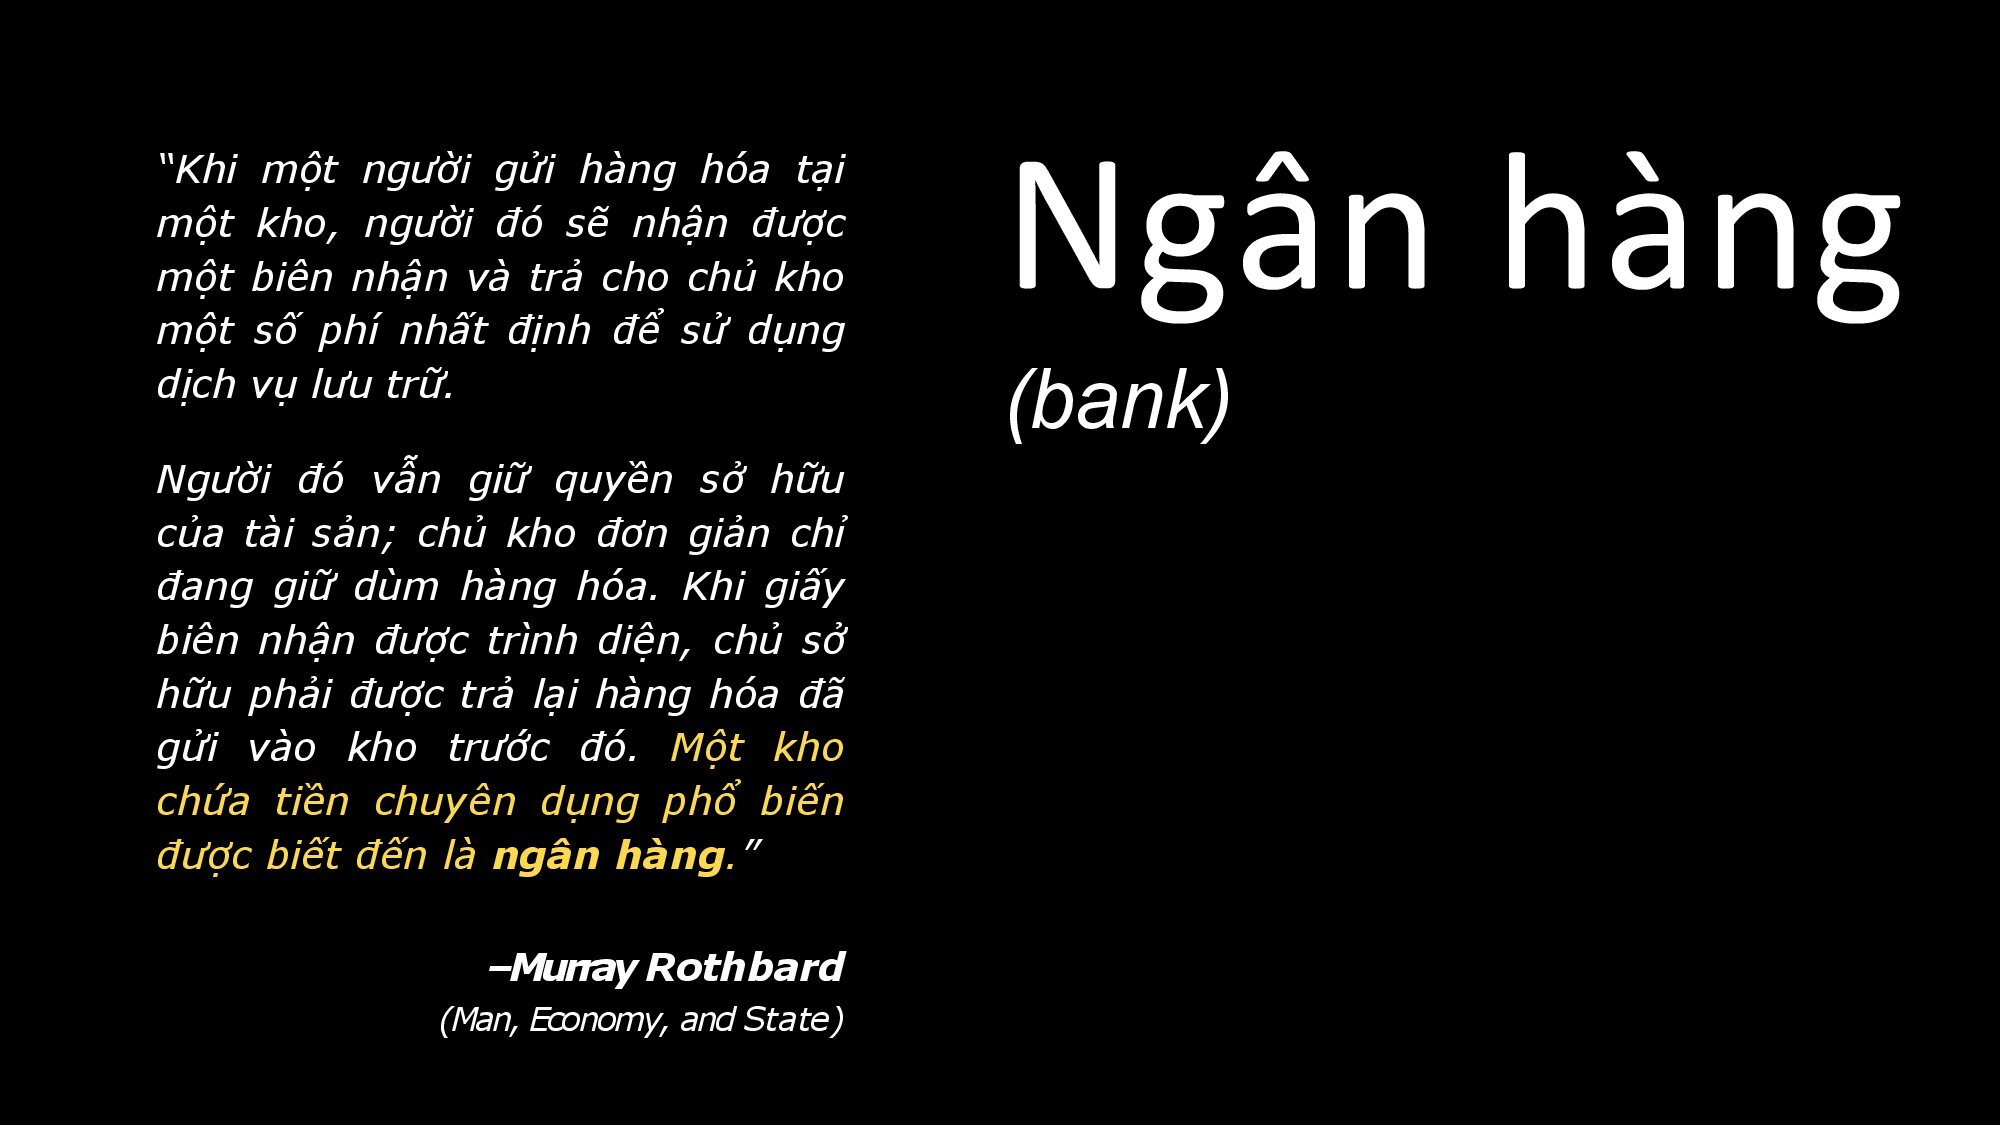 “Khi một người gửi hàng hóa tại
một kho, người đó sẽ nhận được
một biên nhận và trả cho chủ kho
một số phí nhất định để sử dụng
dịch vụ lưu trữ.
Người đó vẫn giữ quyền sở hữu
của tài sản; chủ kho đơn giản chỉ
đang giữ dùm hàng hóa. Khi giấy
biên nhận được trình diện, chủ sở
hữu phải được trả lại hàng hóa đã
gửi vào kho trước đó. Một kho
chứa tiền chuyên dụng phổ biến
được biết đến là ngân hàng.”
–Murray Rothbard
(Man, Economy, and State)
Ngân hàng
(bank)